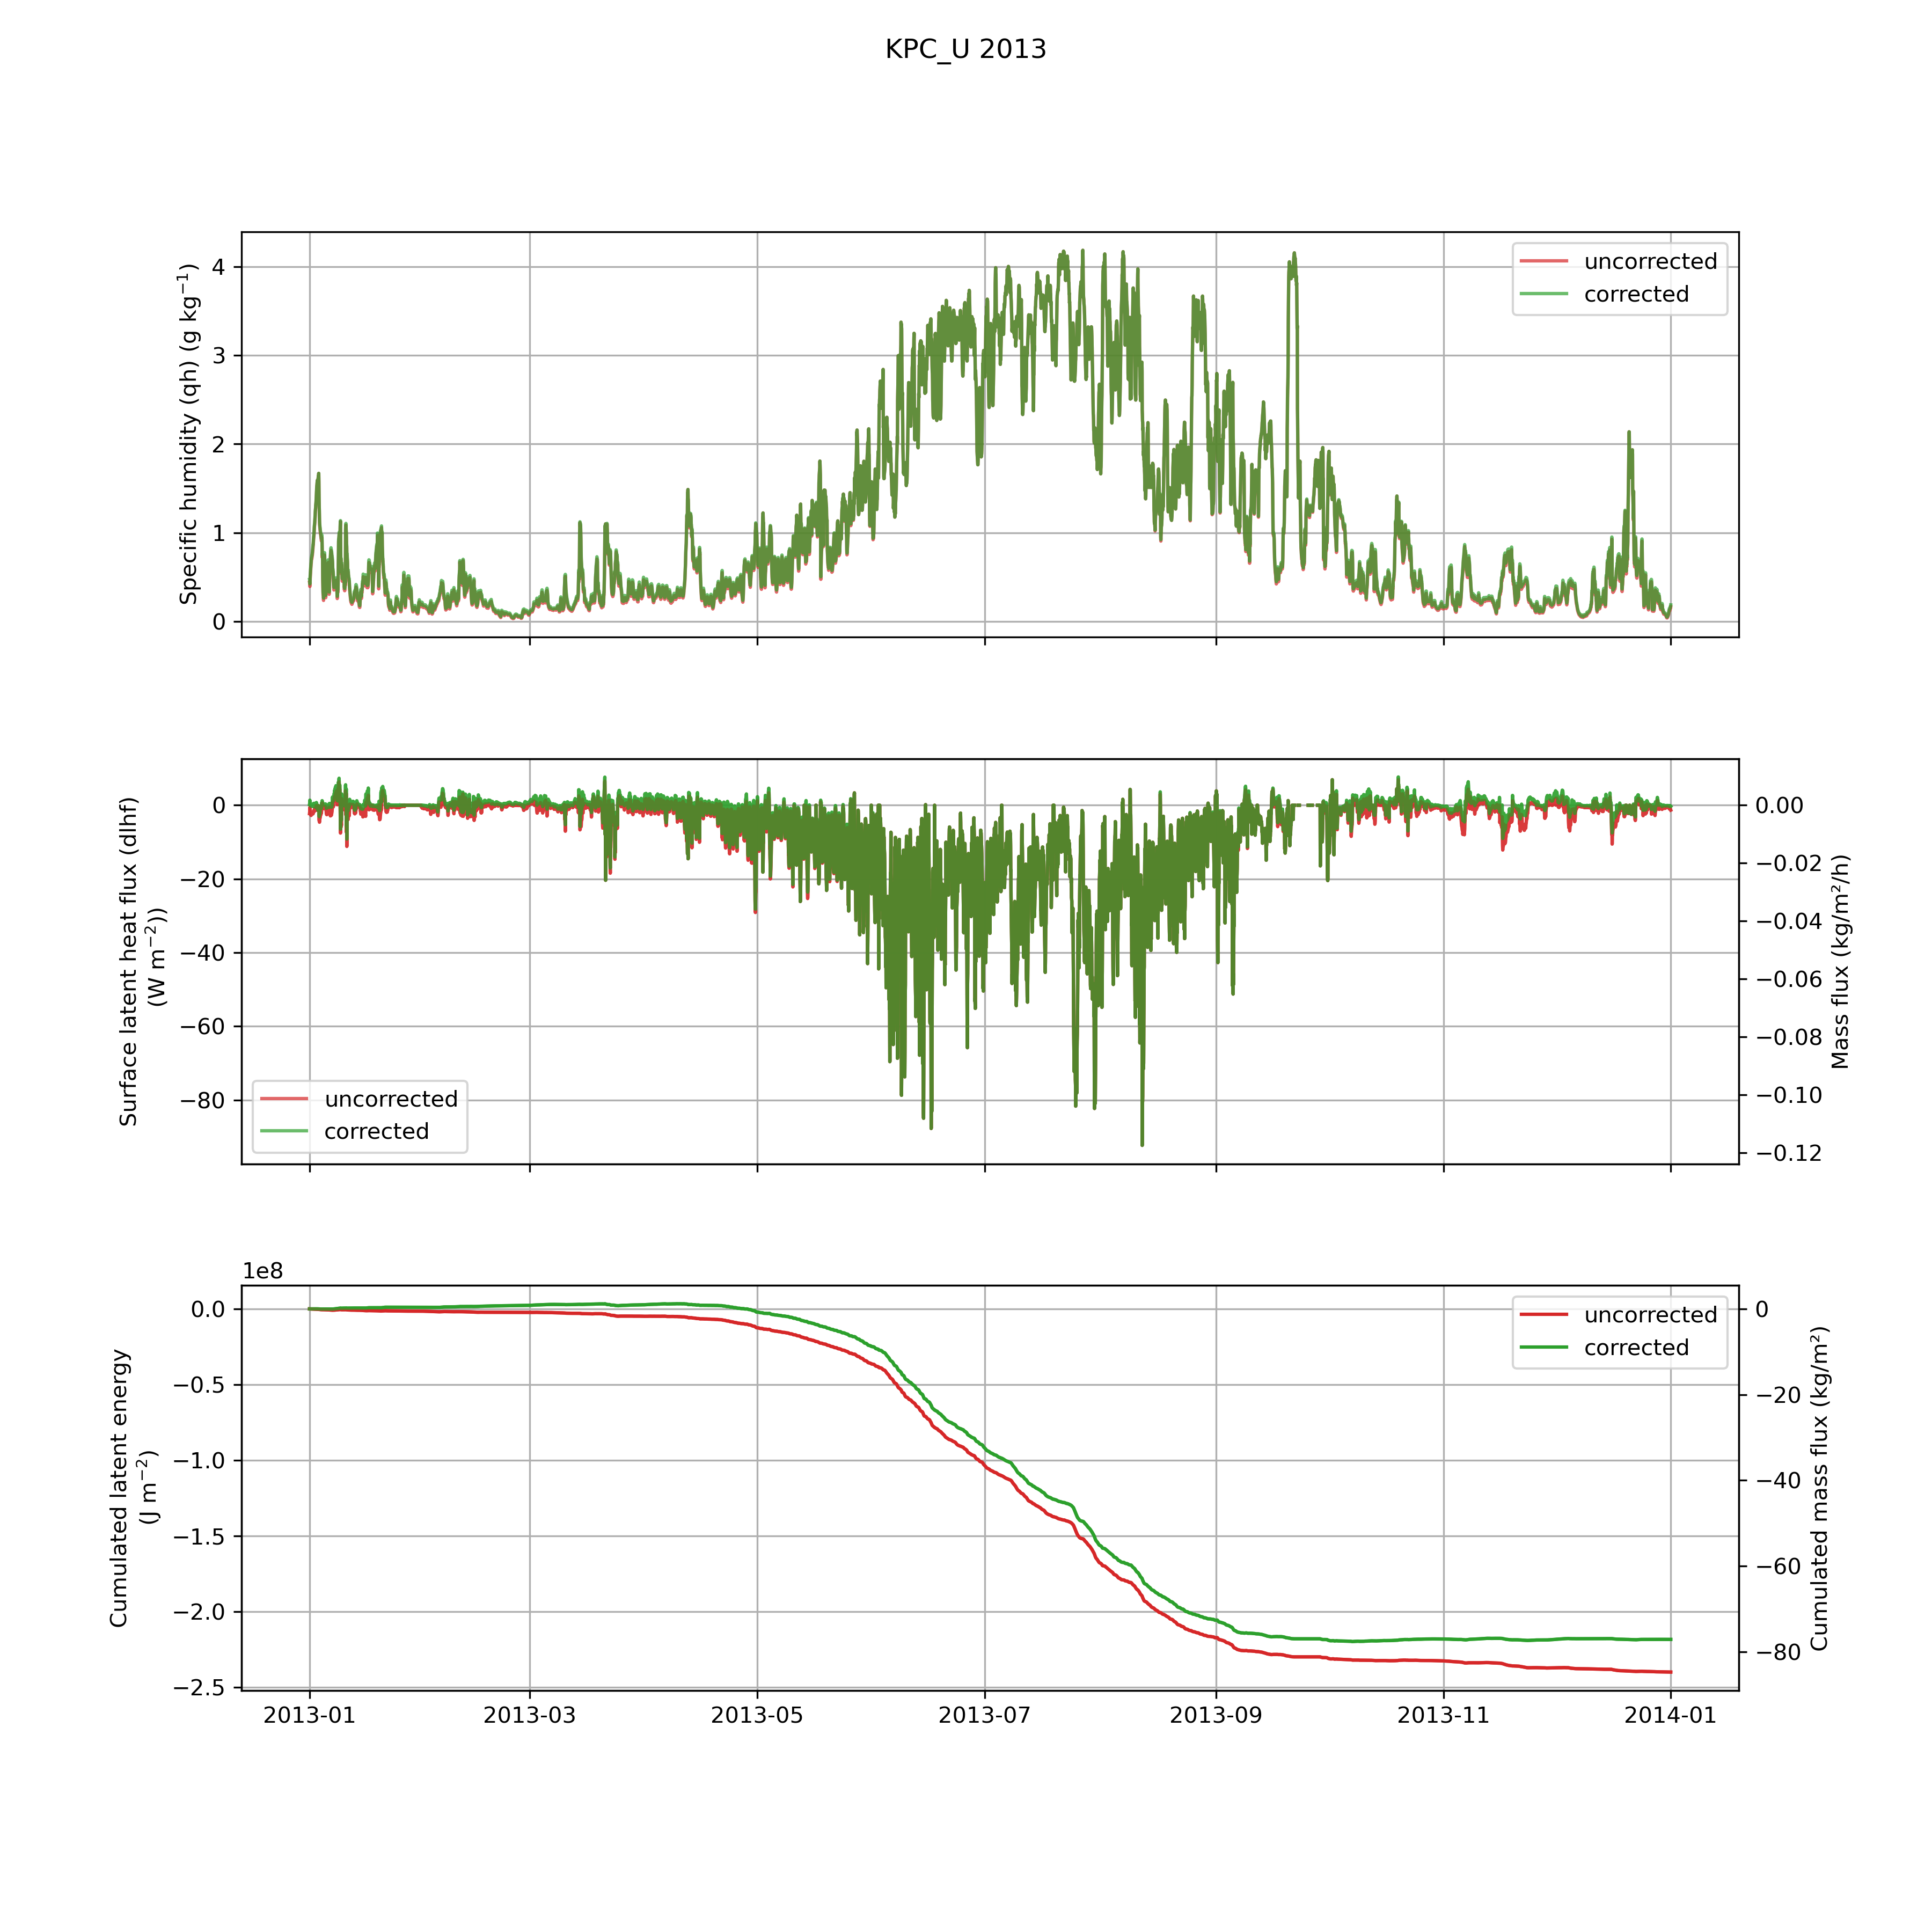 KPC_U 2013
Specific humidity (qh) (g kg⁻¹)
4
3
2
1
0
uncorrected
corrected
Surface latent heat flux (dlhf)
(W m⁻²))
0
−20
−40
−60
−80
uncorrected
corrected
0.00
−0.02
−0.04
−0.06
−0.08
−0.10
−0.12
Mass flux (kg/m²/h)
1e8
Cumulated latent energy
(J m⁻²)
0.0
−0.5
−1.0
−1.5
−2.0
−2.5
uncorrected
corrected
0
−20
−40
−60
−80
Cumulated mass flux (kg/m²)
2013-01 2013-03 2013-05 2013-07 2013-09 2013-11 2014-01